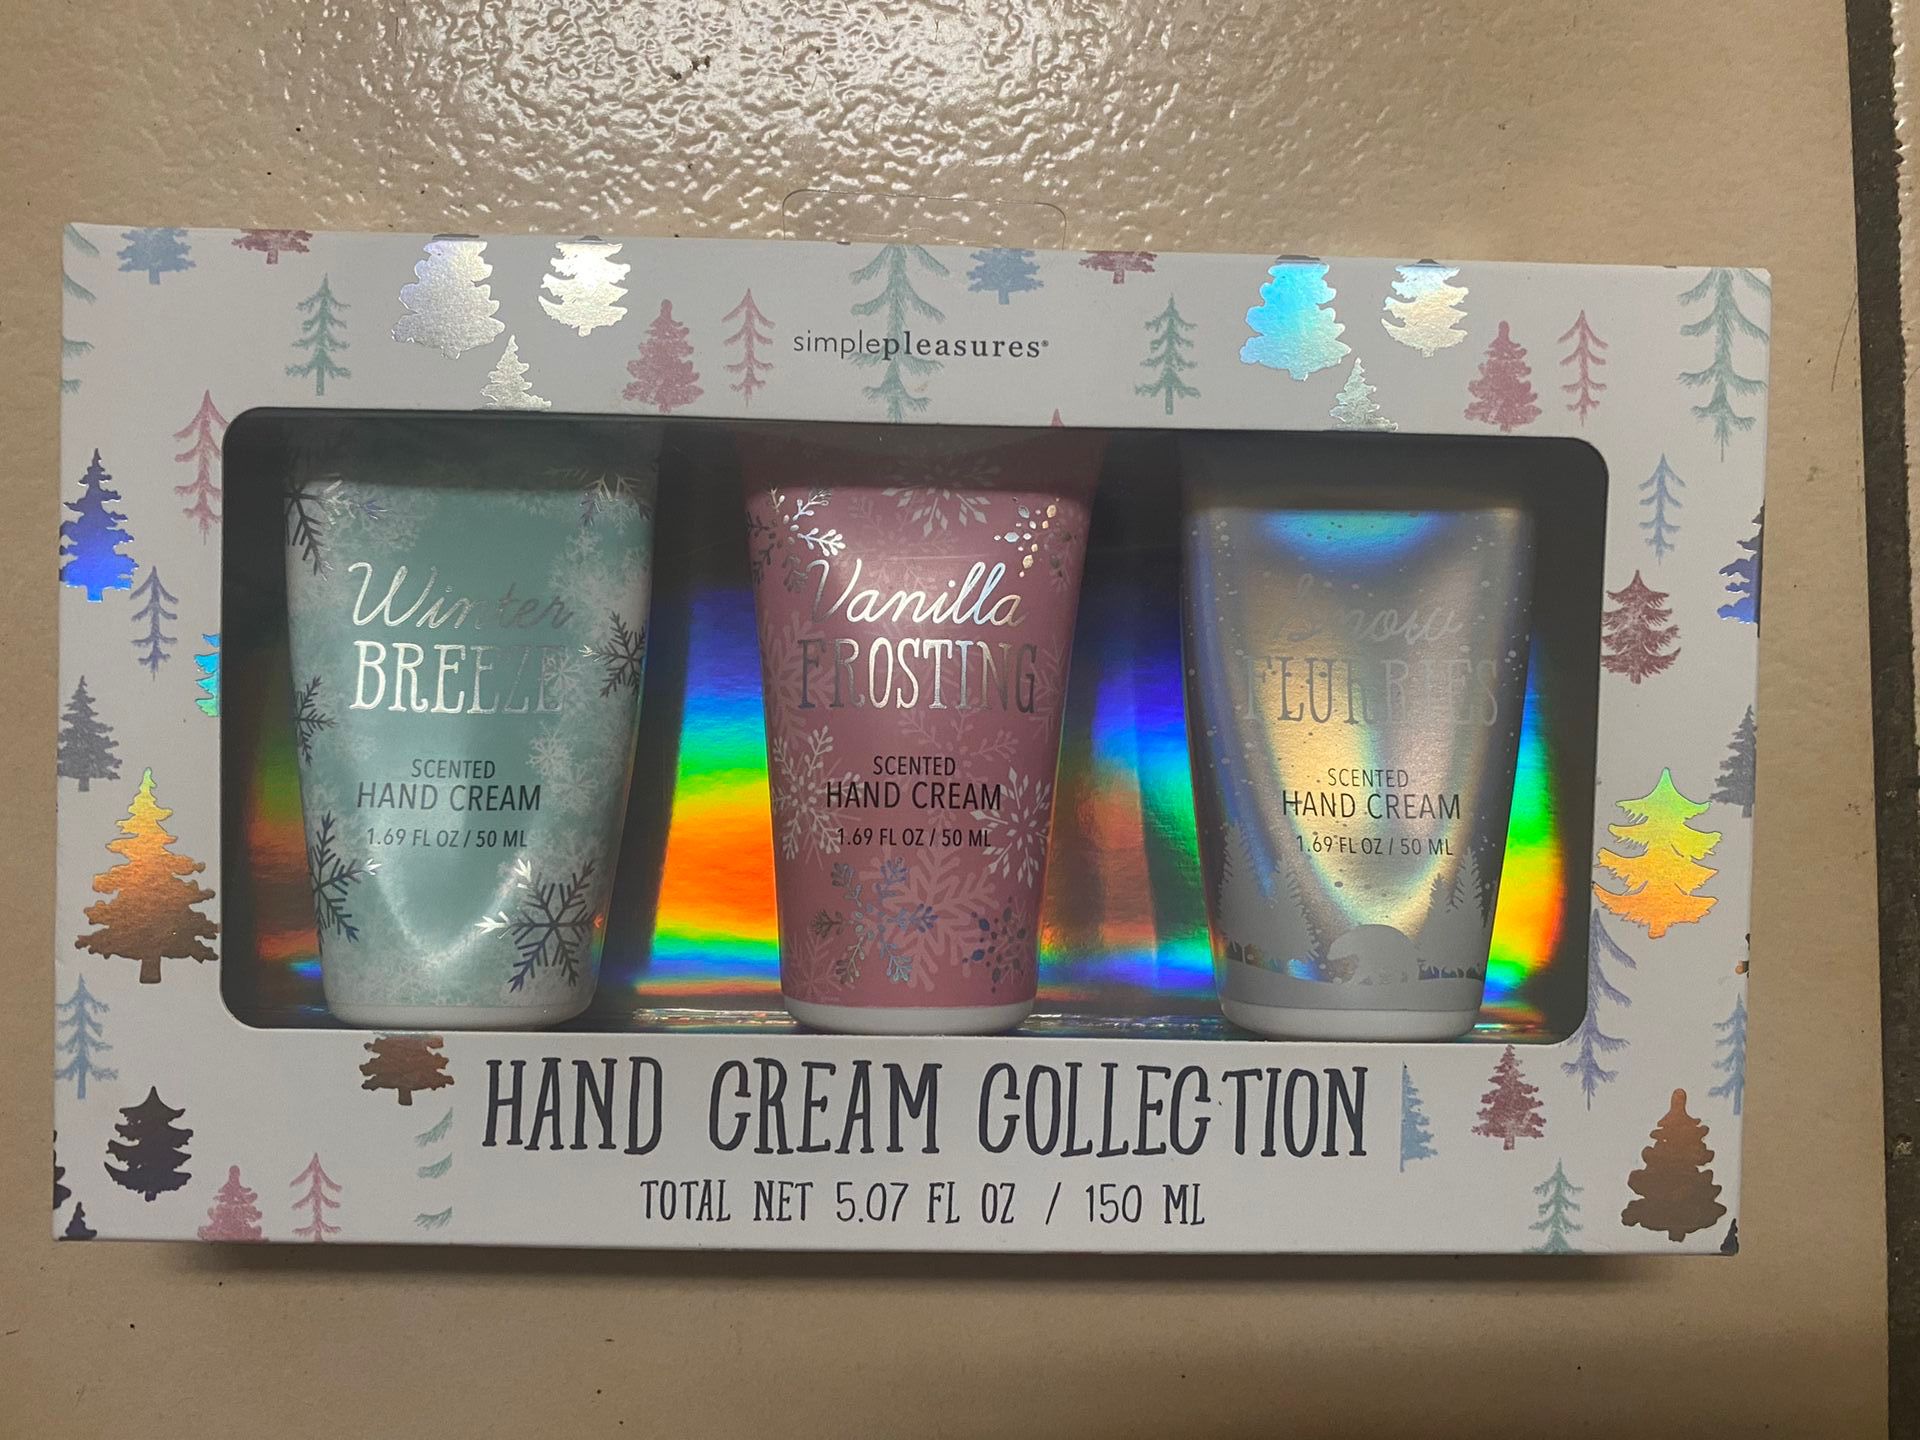 simplepleasures®
Winter
BREEZE
SCENTED
HAND CREAM
1.69 FL OZ / 50 ML
Vanilla
FROSTING
SCENTED
HAND CREAM
1.69 FL OZ / 50 ML
Snow
FLURRIES
SCENTED
HAND CREAM
1.69 FL OZ / 50 ML
HAND CREAM COLLECTION
TOTAL NET 5.07 FL OZ / 150 ML